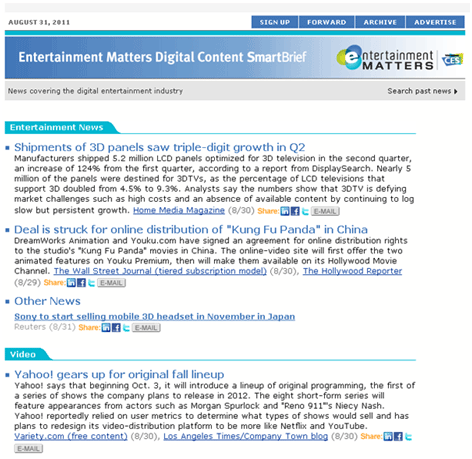 AUGUST 31, 2011 SIGN UP FORWARD ARCHIVE ADVERTISE
Entertainment Matters Digital Content SmartBrief entertainment MATTERS CES
News covering the digital entertainment industry Search past news
Entertainment News
Shipments of 3D panels saw triple-digit growth in Q2
Manufacturers shipped 5.2 million LCD panels optimized for 3D television in the second quarter,
an increase of 124% from the first quarter, according to a report from DisplaySearch. Nearly 5
million of the panels were destined for 3DTVs, as the percentage of LCD televisions that
support 3D doubled from 4.5% to 9.3%. Analysts say the numbers show that 3DTV is defying
market challenges such as high costs and an absence of available content by continuing to log
slow but persistent growth. Home Media Magazine (8/30) Share: E-MAIL
Deal is struck for online distribution of "Kung Fu Panda" in China
DreamWorks Animation and Youku.com have signed an agreement for online distribution rights
to the studio's "Kung Fu Panda" movies in China. The online-video site will first offer the two
animated features on Youku Premium, then will make them available on its Hollywood Movie
Channel. The Wall Street Journal (tiered subscription model) (8/30), The Hollywood Reporter
(8/29) Share: E-MAIL
Other News
Sony to start selling mobile 3D headset in November in Japan
Reuters (8/31) Share: E-MAIL
Video
Yahoo! gears up for original fall lineup
Yahoo! says that beginning Oct. 3, it will introduce a lineup of original programming, the first of
a series of shows the company plans to release in 2012. The eight short-form series will
feature appearances from actors such as Morgan Spurlock and "Reno 911"'s Niecy Nash.
Yahoo! reportedly relied on user metrics to determine what types of shows would sell and has
plans to redesign its video-distribution platform to be more like Netflix and YouTube.
Variety.com (free content) (8/30), Los Angeles Times/Company Town blog (8/30) Share:
E-MAIL